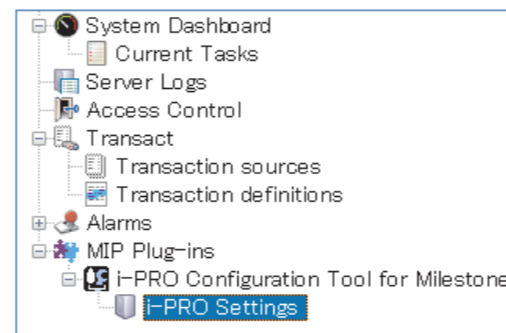 System Dashboard
Current Tasks
Server Logs
Access Control
Transact
Transaction sources
Transaction definitions
Alarms
MIP Plug-ins
i-PRO Configuration Tool for Milestone
i-PRO Settings